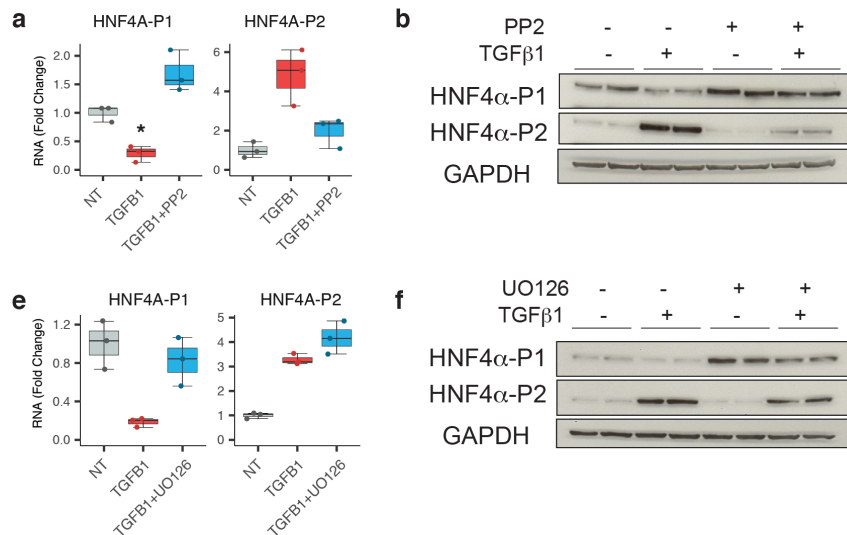 a
HNF4A-P1 HNF4A-P2
RNA (Fold Change)
2.0
1.5
1.0
0.5
0.0
*
NT TGFB1 TGFB1+PP2
6
4
2
0
NT TGFB1 TGFB1+PP2
b
PP2 - - + +
TGFβ1 - + - +
HNF4α-P1
HNF4α-P2
GAPDH
e
HNF4A-P1 HNF4A-P2
RNA (Fold Change)
1.2
0.8
0.4
0.0
NT TGFB1 TGFB1+UO126
5
4
3
2
1
0
NT TGFB1 TGFB1+UO126
f
UO126 - - + +
TGFβ1 - + - +
HNF4α-P1
HNF4α-P2
GAPDH